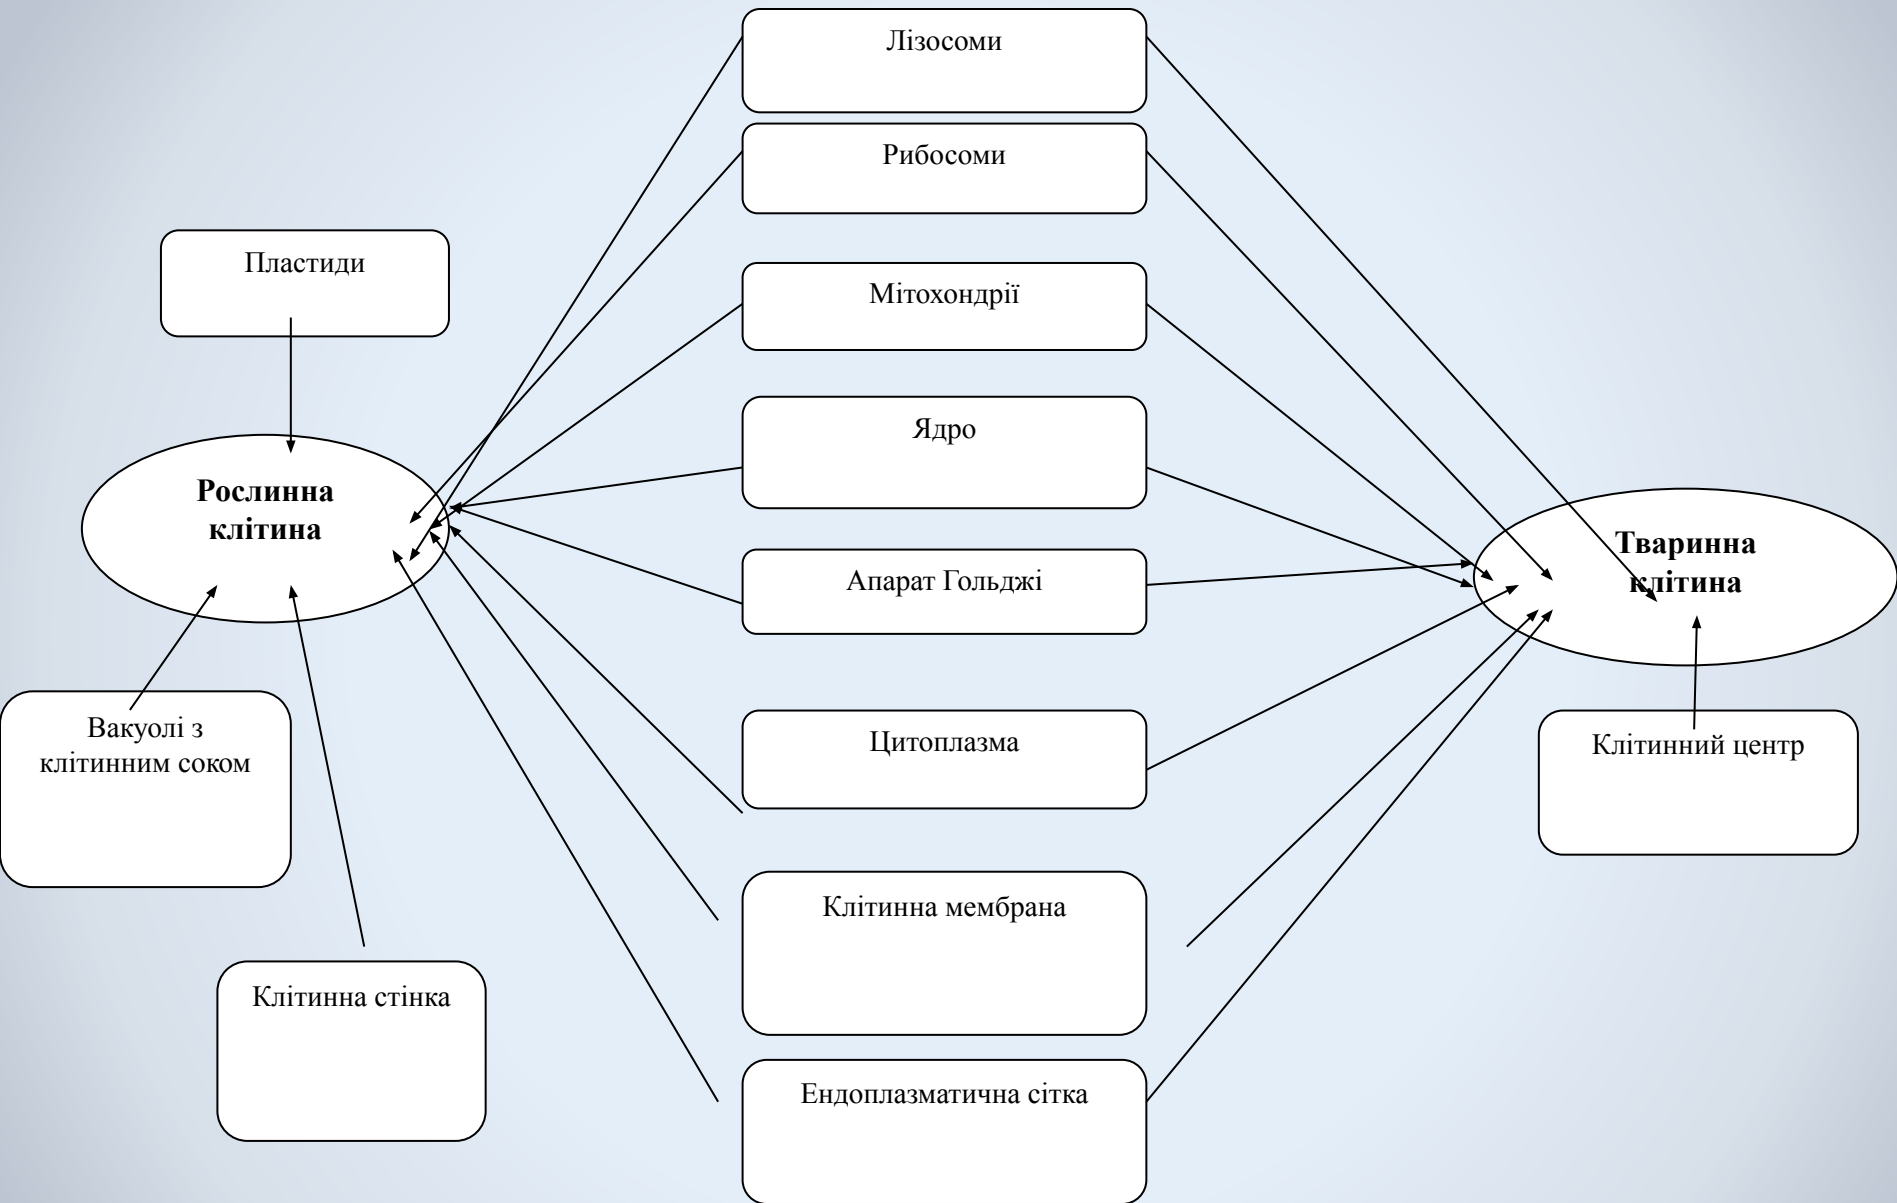 Лізосоми
Рибосоми
Пластиди
Мітохондрії
Ядро
Рослинна
клітина
Тваринна
клітина
Апарат Гольджі
Вакуолі з
клітинним соком
Цитоплазма
Клітинний центр
Клітинна мембрана
Клітинна стінка
Ендоплазматична сітка